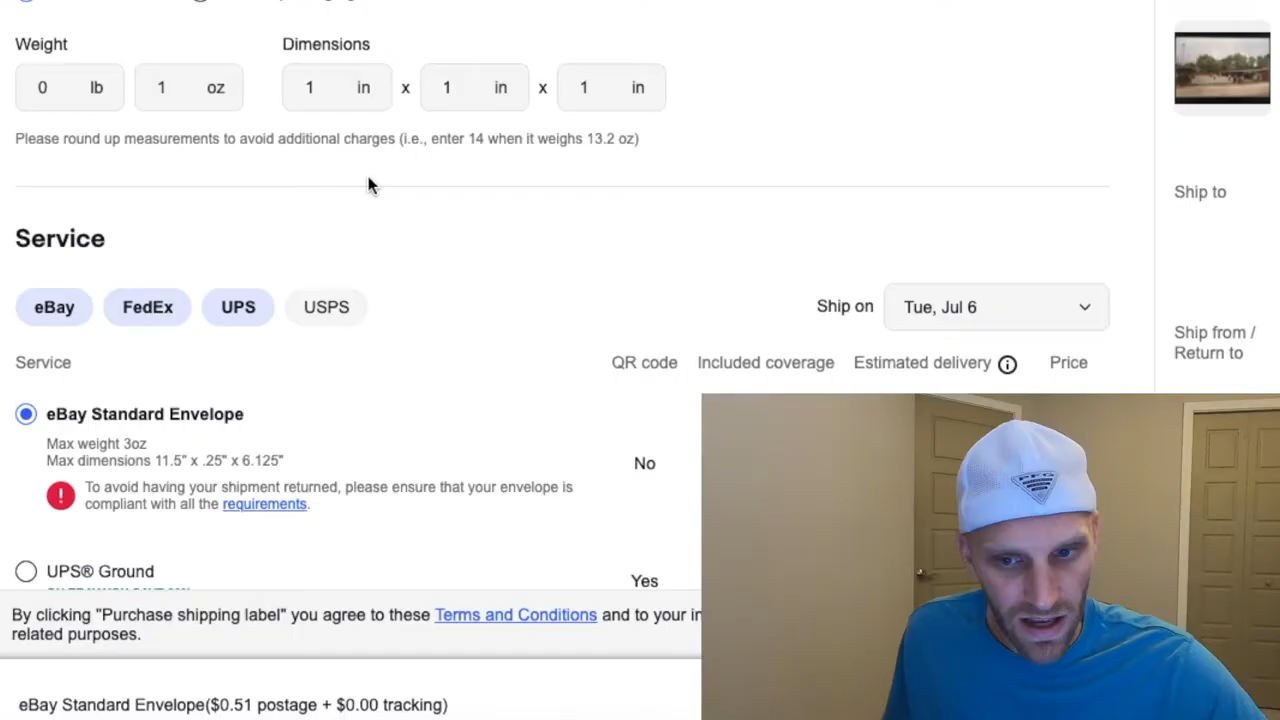 Weight
Dimensions
0 lb 1 oz 1 in x 1 in x 1 in
Please round up measurements to avoid additional charges (i.e., enter 14 when it weighs 13.2 oz)
Ship to
Service
eBay FedEx UPS USPS
Ship on Tue, Jul 6
Ship from /
Return to
Service QR code Included coverage Estimated delivery Price
eBay Standard Envelope
Max weight 3oz
Max dimensions 11.5" x .25" x 6.125"
No
To avoid having your shipment returned, please ensure that your envelope is
compliant with all the requirements.
UPS® Ground
Yes
By clicking "Purchase shipping label" you agree to these Terms and Conditions and to your
related purposes.
eBay Standard Envelope($0.51 postage + $0.00 tracking)